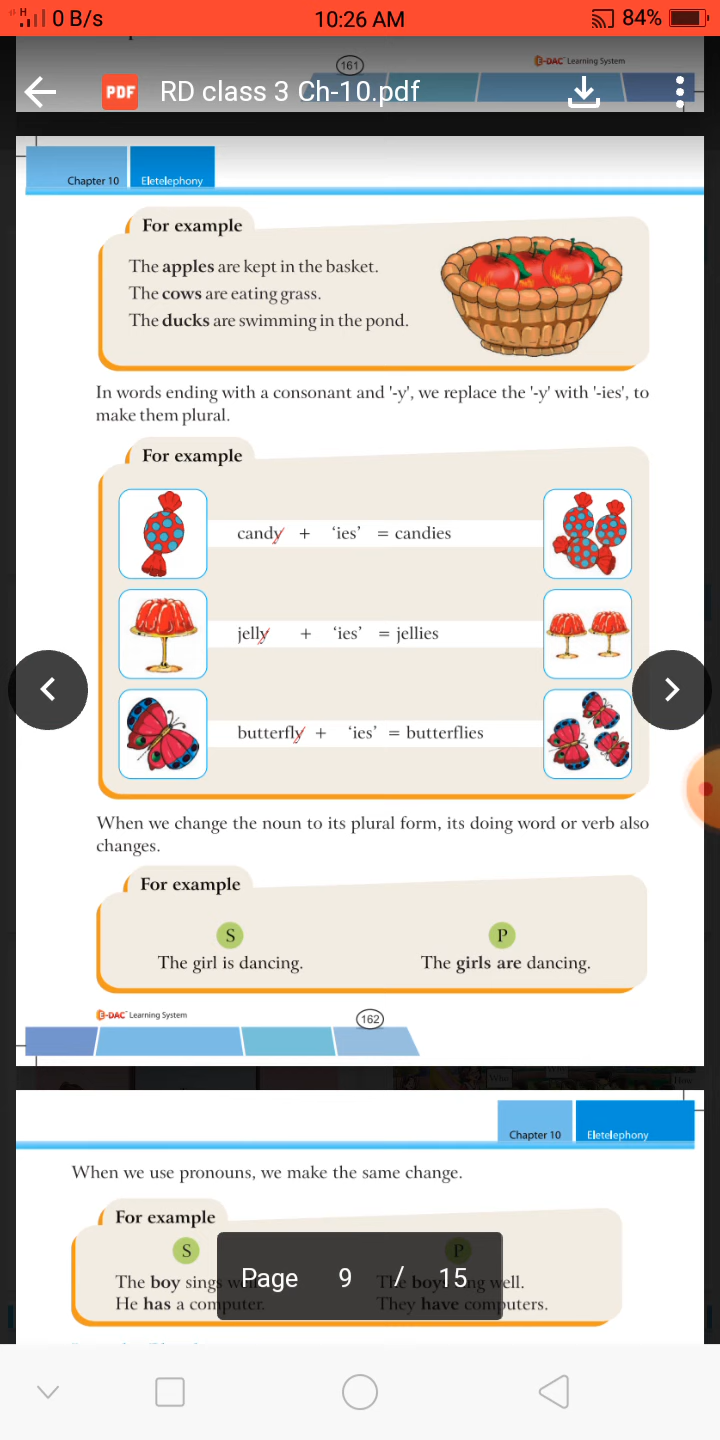 H
0 B/s
10:26 AM
84%
161
E-DAC Learning System
PDF
RD class 3 Ch-10.pdf
Chapter 10
Eletelephony
For example
The apples are kept in the basket.
The cows are eating grass.
The ducks are swimming in the pond.
In words ending with a consonant and '-y', we replace the '-y' with '-ies', to
make them plural.
For example
candy + ‘ies’ = candies
jelly + ‘ies’ = jellies
butterfly + ‘ies’ = butterflies
When we change the noun to its plural form, its doing word or verb also
changes.
For example
S
P
The girl is dancing.
The girls are dancing.
E-DAC Learning System
162
Chapter 10
Eletelephony
When we use pronouns, we make the same change.
For example
S
P
The boy sings well.
The boys sing well.
He has a computer.
They have computers.
Page 9 / 15